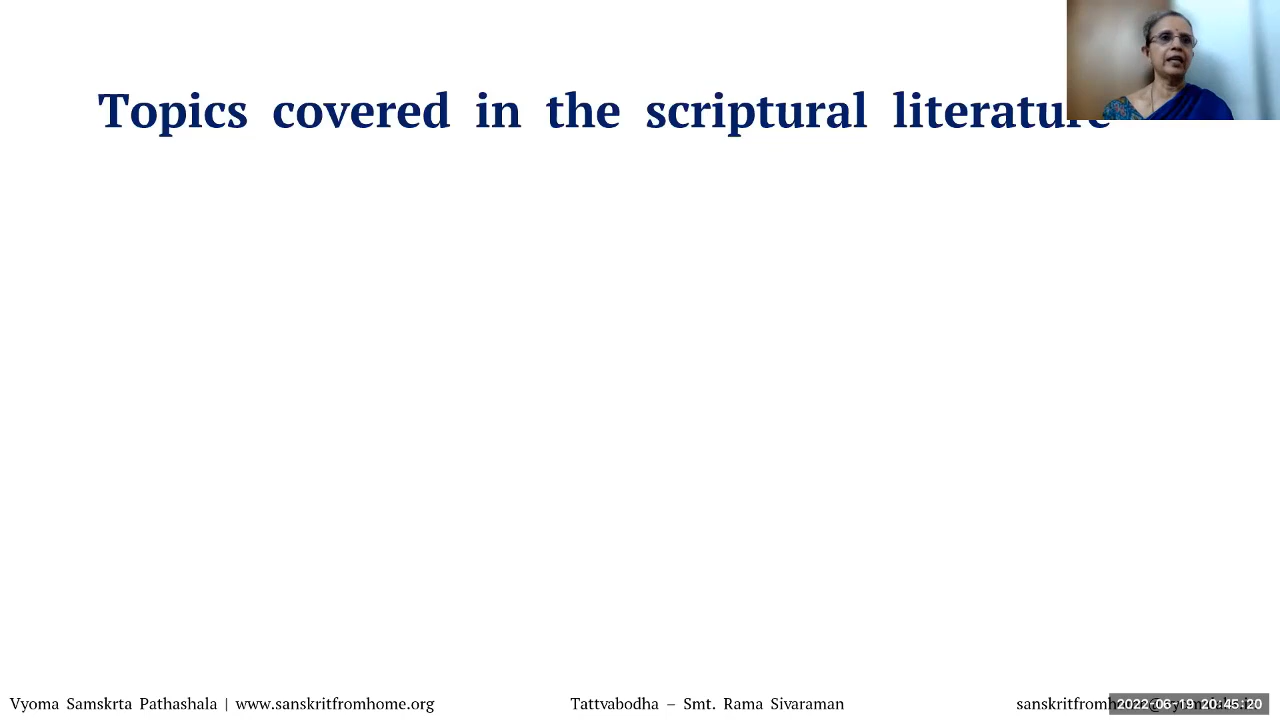 Topics covered in the scriptural literature
Vyoma Samskrta Pathashala | www.sanskritfromhome.org
Tattvabodha – Smt. Rama Sivaraman
2022-06-19 20:45:20